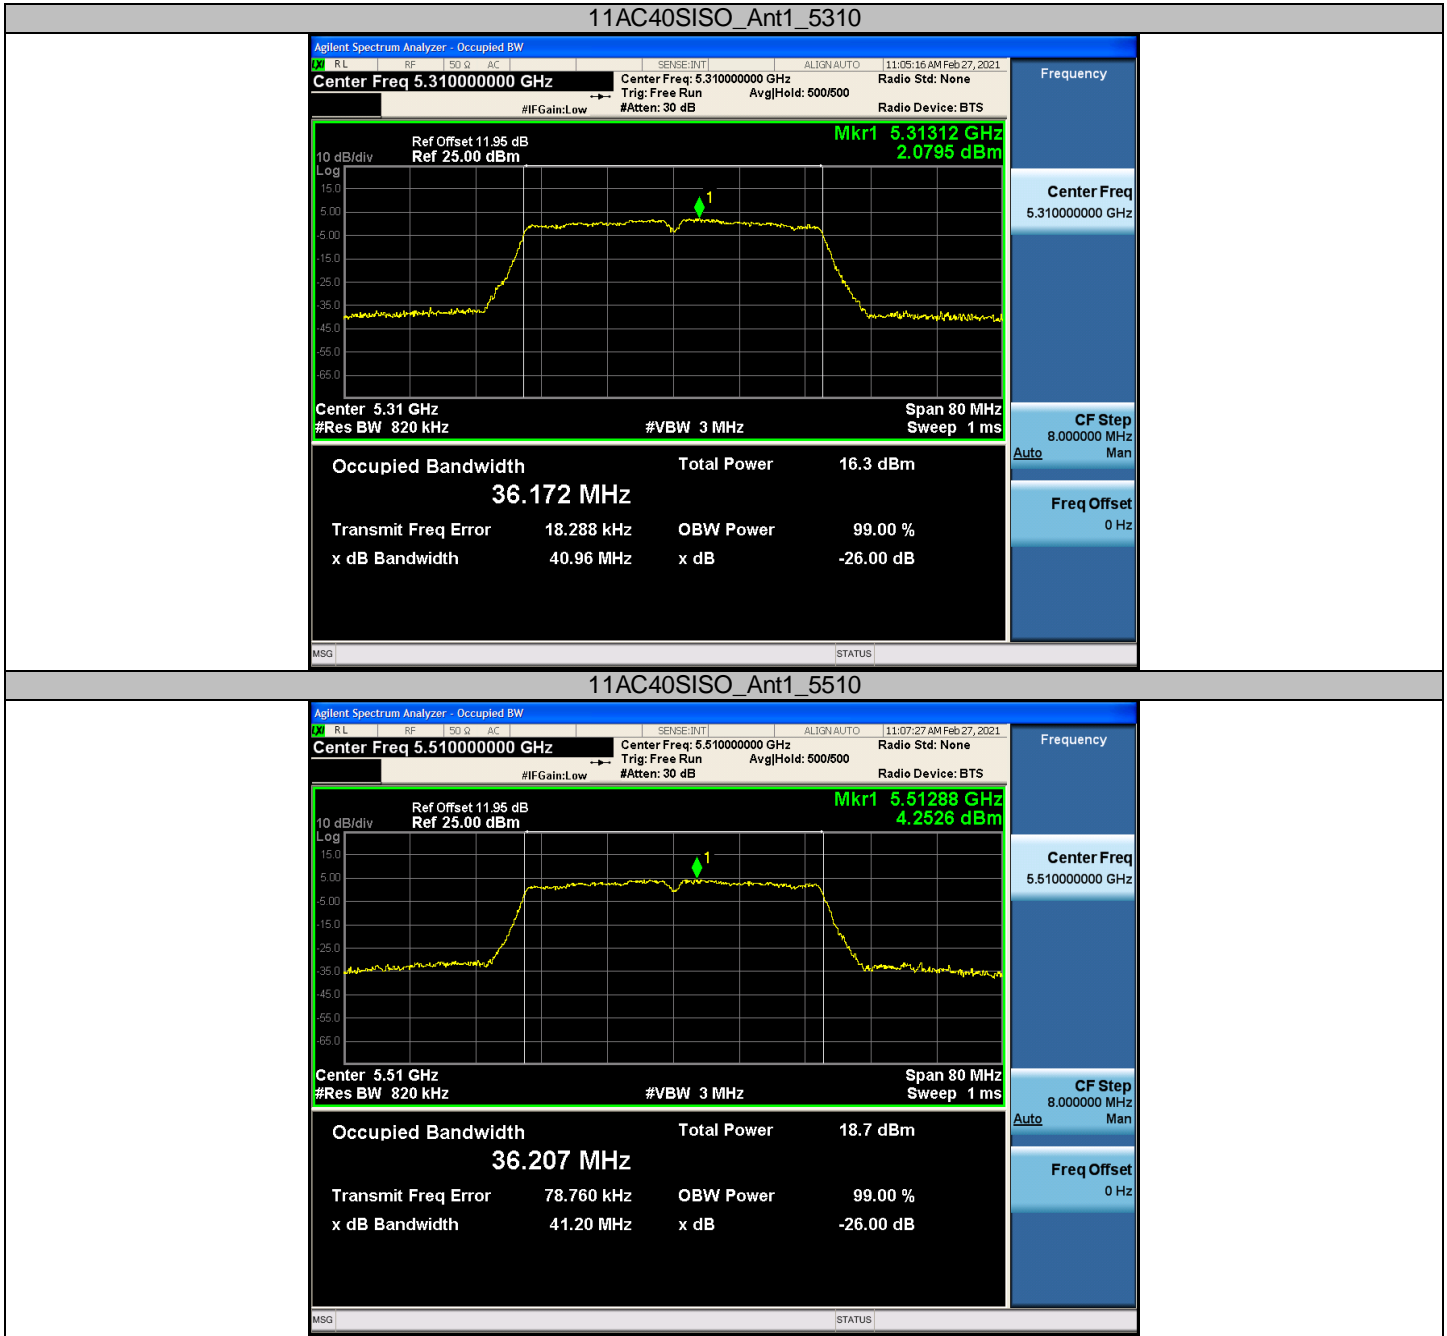 11AC40SISO_Ant1_5310
Agilent Spectrum Analyzer - Occupied BW
LXI RL RF 50 Ω AC SENSE:INT ALIGN AUTO 11:05:16 AM Feb 27, 2021
Center Freq 5.310000000 GHz
Center Freq: 5.310000000 GHz Radio Std: None
Trig: Free Run Avg|Hold: 500/500
#IFGain:Low #Atten: 30 dB Radio Device: BTS
Frequency
Mkr1 5.31312 GHz
2.0795 dBm
Ref Offset 11.95 dB
10 dB/div Ref 25.00 dBm
Log
15.0
5.00
-5.00
-15.0
-25.0
-35.0
-45.0
-55.0
-65.0
1
Center 5.31 GHz Span 80 MHz
#Res BW 820 kHz #VBW 3 MHz Sweep 1 ms
Center Freq
5.310000000 GHz
CF Step
8.000000 MHz
Auto Man
Freq Offset
0 Hz
Occupied Bandwidth Total Power 16.3 dBm
36.172 MHz
Transmit Freq Error 18.288 kHz OBW Power 99.00 %
x dB Bandwidth 40.96 MHz x dB -26.00 dB
MSG STATUS
11AC40SISO_Ant1_5510
Agilent Spectrum Analyzer - Occupied BW
LXI RL RF 50 Ω AC SENSE:INT ALIGN AUTO 11:07:27 AM Feb 27, 2021
Center Freq 5.510000000 GHz
Center Freq: 5.510000000 GHz Radio Std: None
Trig: Free Run Avg|Hold: 500/500
#IFGain:Low #Atten: 30 dB Radio Device: BTS
Frequency
Mkr1 5.51288 GHz
4.2526 dBm
Ref Offset 11.95 dB
10 dB/div Ref 25.00 dBm
Log
15.0
5.00
-5.00
-15.0
-25.0
-35.0
-45.0
-55.0
-65.0
1
Center 5.51 GHz Span 80 MHz
#Res BW 820 kHz #VBW 3 MHz Sweep 1 ms
Center Freq
5.510000000 GHz
CF Step
8.000000 MHz
Auto Man
Freq Offset
0 Hz
Occupied Bandwidth Total Power 18.7 dBm
36.207 MHz
Transmit Freq Error 78.760 kHz OBW Power 99.00 %
x dB Bandwidth 41.20 MHz x dB -26.00 dB
MSG STATUS